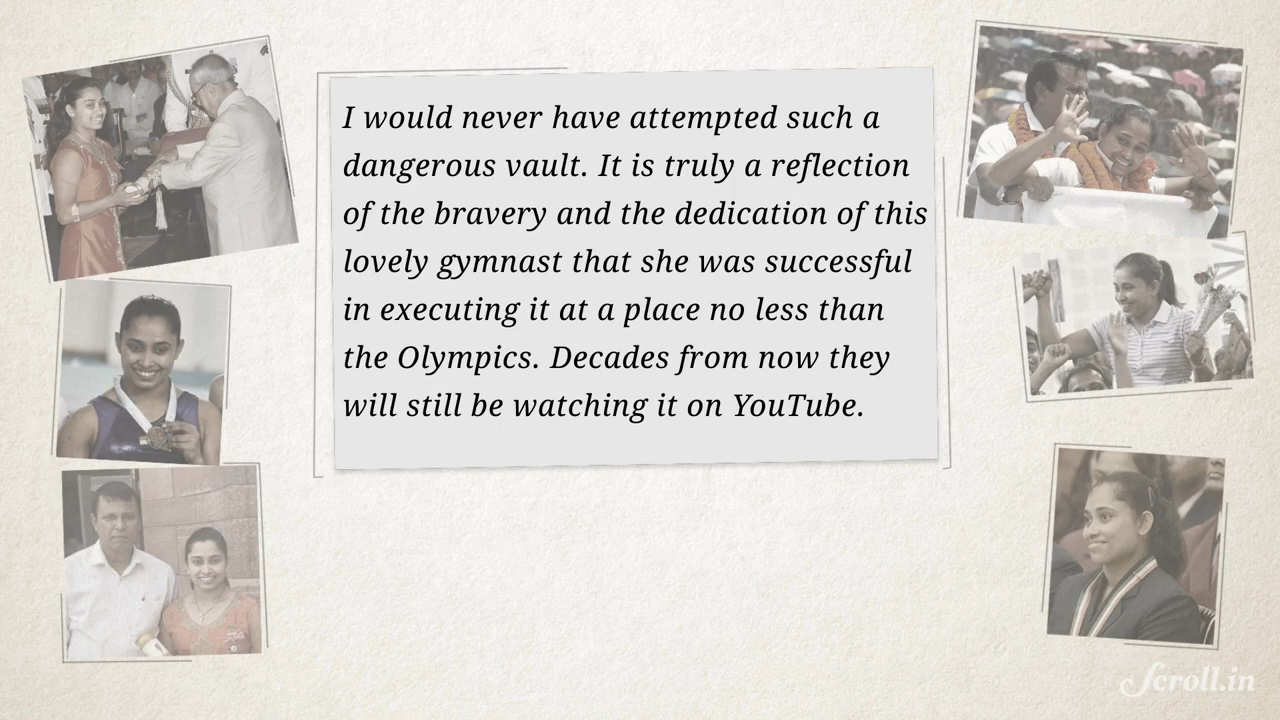 I would never have attempted such a
dangerous vault. It is truly a reflection
of the bravery and the dedication of this
lovely gymnast that she was successful
in executing it at a place no less than
the Olympics. Decades from now they
will still be watching it on YouTube.
Scroll.in